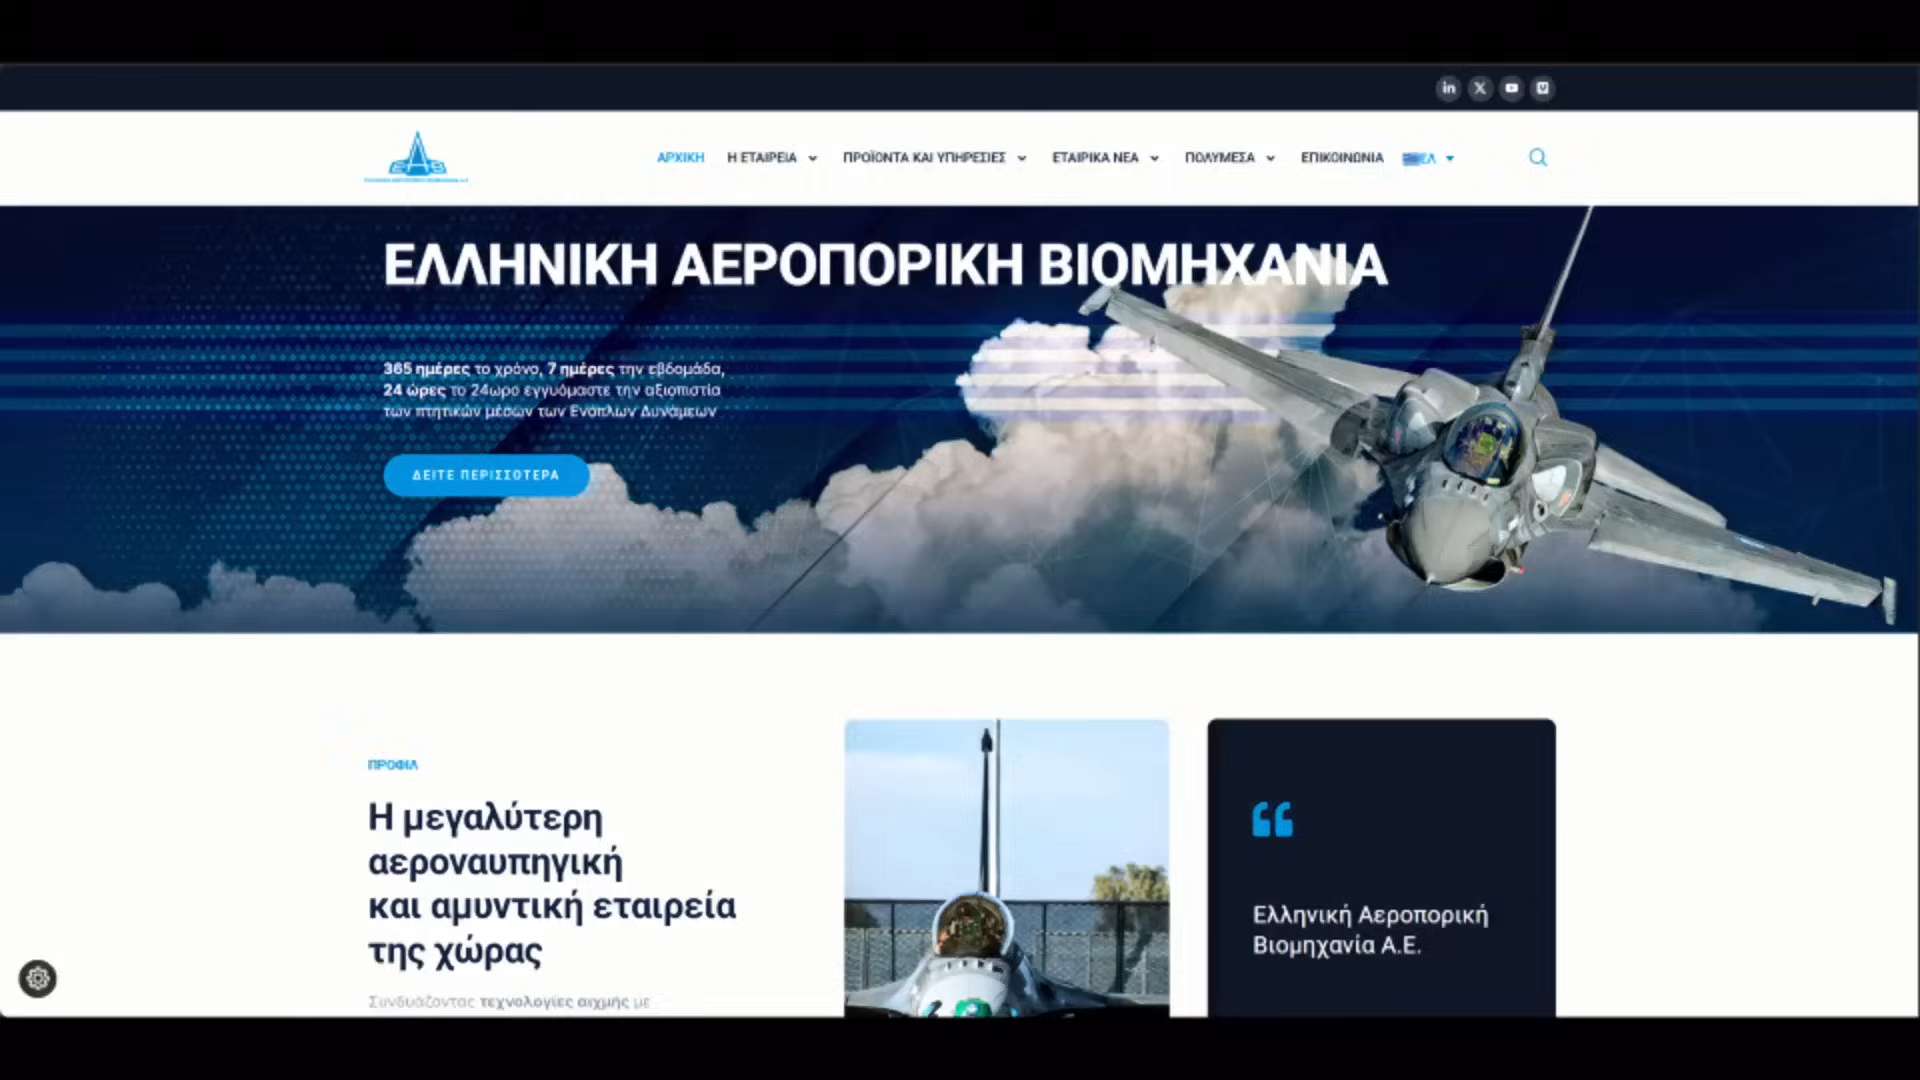 ΕΑΒ
ΑΡΧΙΚΗ Η ΕΤΑΙΡΕΙΑ ΠΡΟΪΟΝΤΑ ΚΑΙ ΥΠΗΡΕΣΙΕΣ ΕΤΑΙΡΙΚΑ ΝΕΑ ΠΟΛΥΜΕΣΑ ΕΠΙΚΟΙΝΩΝΙΑ ΕΛ
ΕΛΛΗΝΙΚΗ ΑΕΡΟΠΟΡΙΚΗ ΒΙΟΜΗΧΑΝΙΑ
365 ημέρες το χρόνο, 7 ημέρες την εβδομάδα,
24 ώρες το 24ωρο εγγυόμαστε την αξιοπιστία
των πτητικών μέσων των Ενόπλων Δυνάμεων
ΔΕΙΤΕ ΠΕΡΙΣΣΟΤΕΡΑ
ΠΡΟΦΙΛ
Η μεγαλύτερη
αεροναυπηγική
και αμυντική εταιρεία
της χώρας
Συνδυάζοντας τεχνολογίες αιχμής με
Ελληνική Αεροπορική
Βιομηχανία Α.Ε.